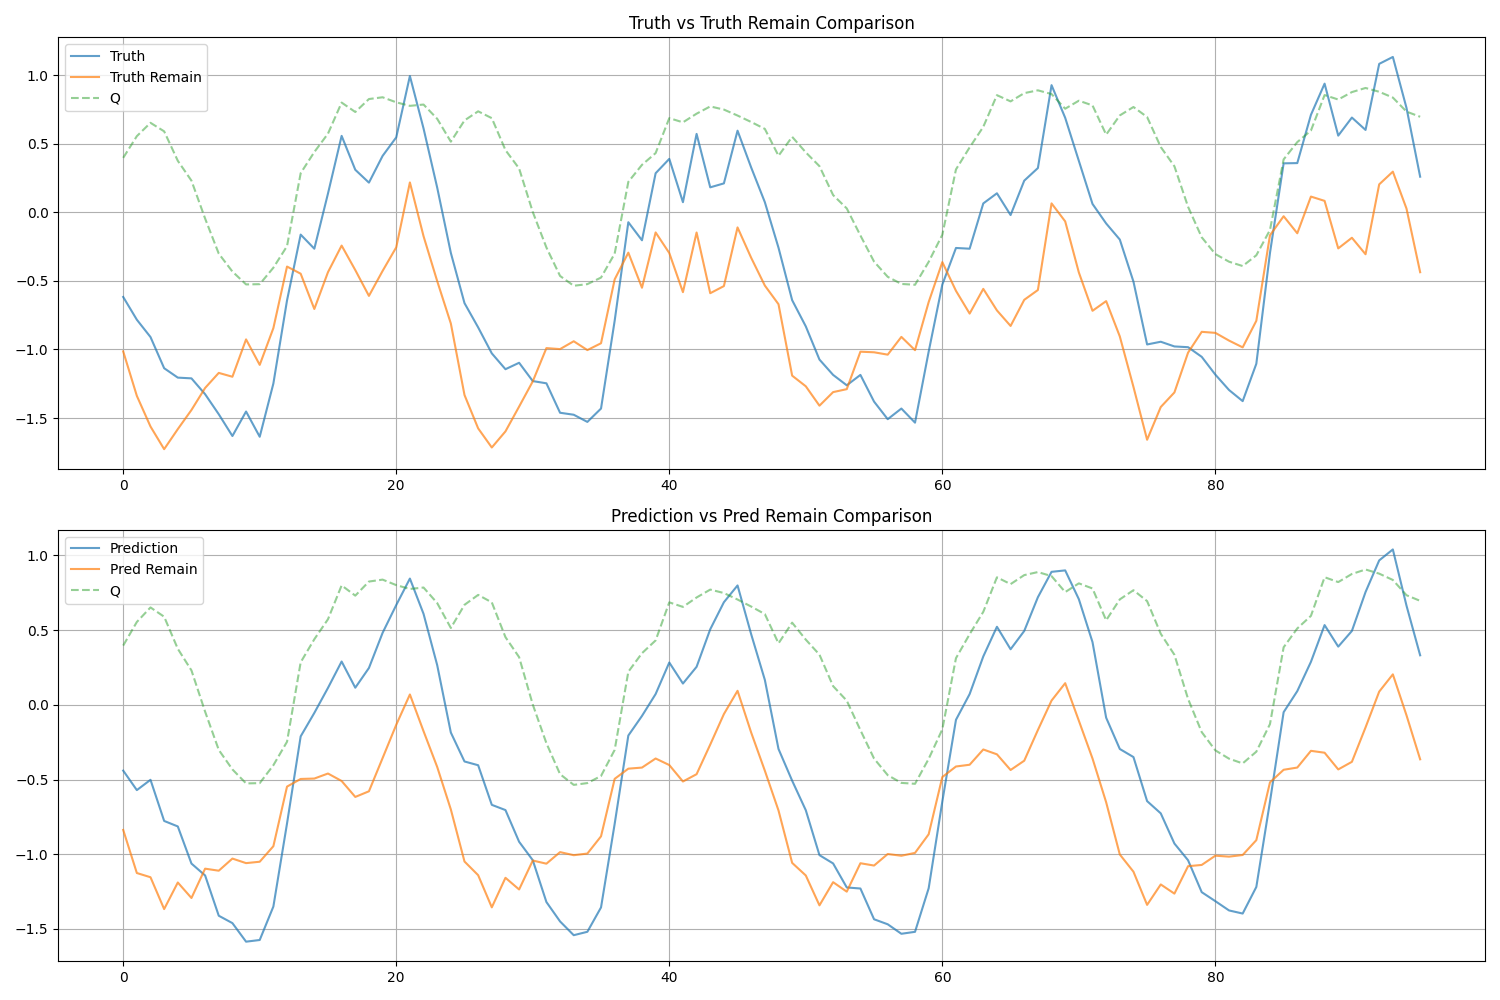 Truth vs Truth Remain Comparison
Truth
Truth Remain
Q
1.0
0.5
0.0
−0.5
−1.0
−1.5
0 20 40 60 80
Prediction vs Pred Remain Comparison
Prediction
Pred Remain
Q
1.0
0.5
0.0
−0.5
−1.0
−1.5
0 20 40 60 80